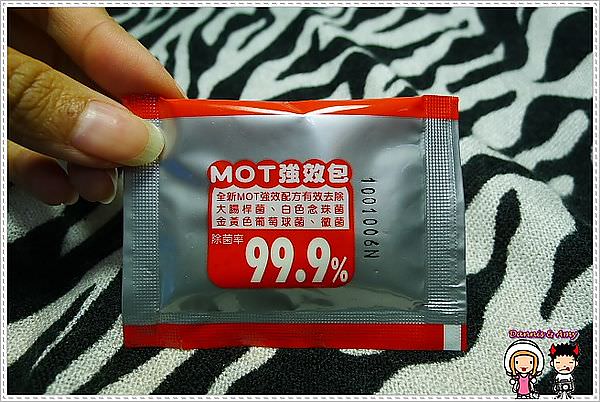 MOT強效包
全新MOT強效配方有效去除
大腸桿菌、白色念珠菌
金黃色葡萄球菌、黴菌
除菌率
99.9%
1001006N
Dannis & Amy